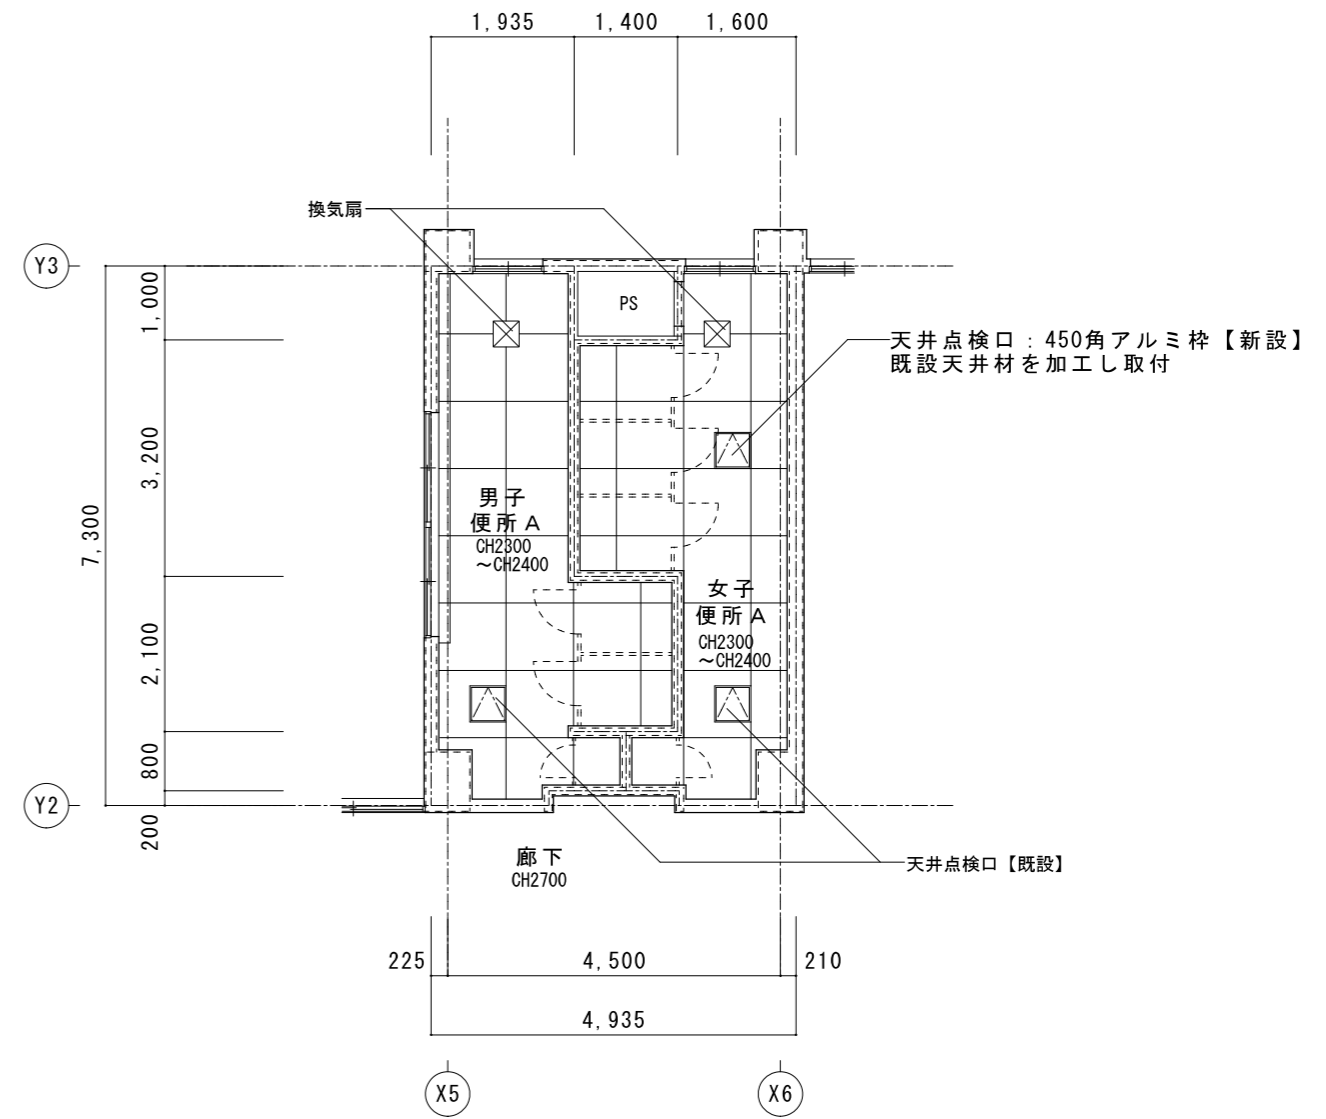 1,935
1,400
1,600
換気扇
Y3
PS
1,000
天井点検口：450角アルミ枠【新設】
既設天井材を加工し取付
3,200
7,300
男子
便所A
CH2300
～CH2400
女子
便所A
CH2300
～CH2400
2,100
800
Y2
200
廊下
CH2700
天井点検口【既設】
225
4,500
210
4,935
X5
X6